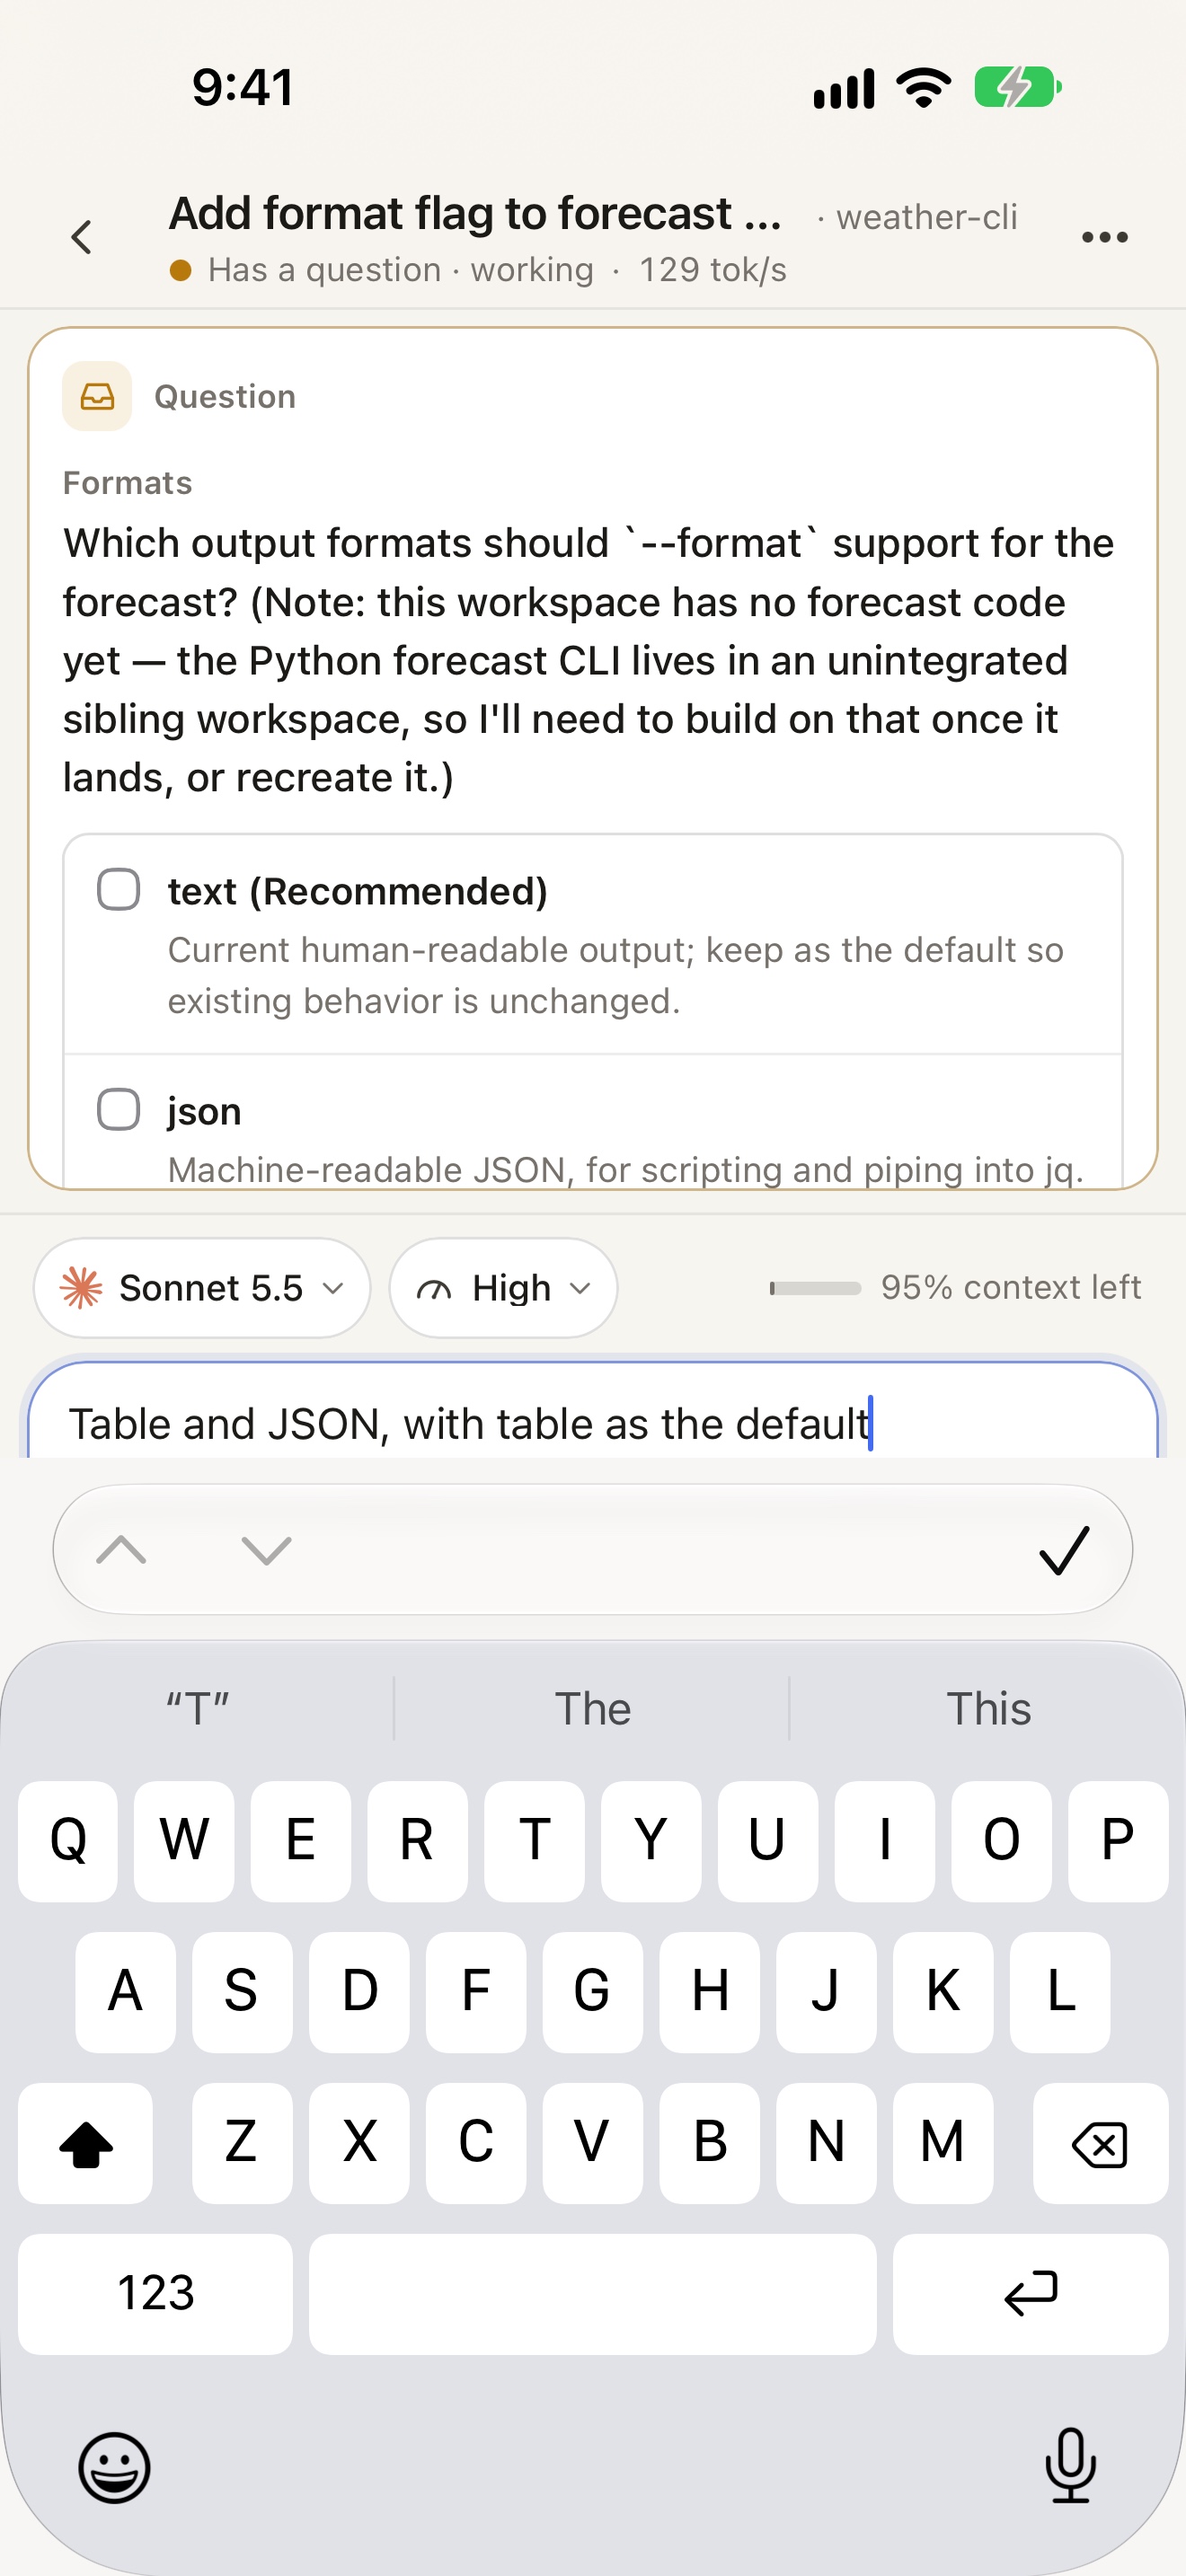 9:41
Add format flag to forecast ... · weather-cli
Has a question · working · 129 tok/s
Question
Formats
Which output formats should `--format` support for the
forecast? (Note: this workspace has no forecast code
yet — the Python forecast CLI lives in an unintegrated
sibling workspace, so I'll need to build on that once it
lands, or recreate it.)
text (Recommended)
Current human-readable output; keep as the default so
existing behavior is unchanged.
json
Machine-readable JSON, for scripting and piping into jq.
Sonnet 5.5 High 95% context left
Table and JSON, with table as the default
“T” The This
Q W E R T Y U I O P
A S D F G H J K L
Z X C V B N M
123